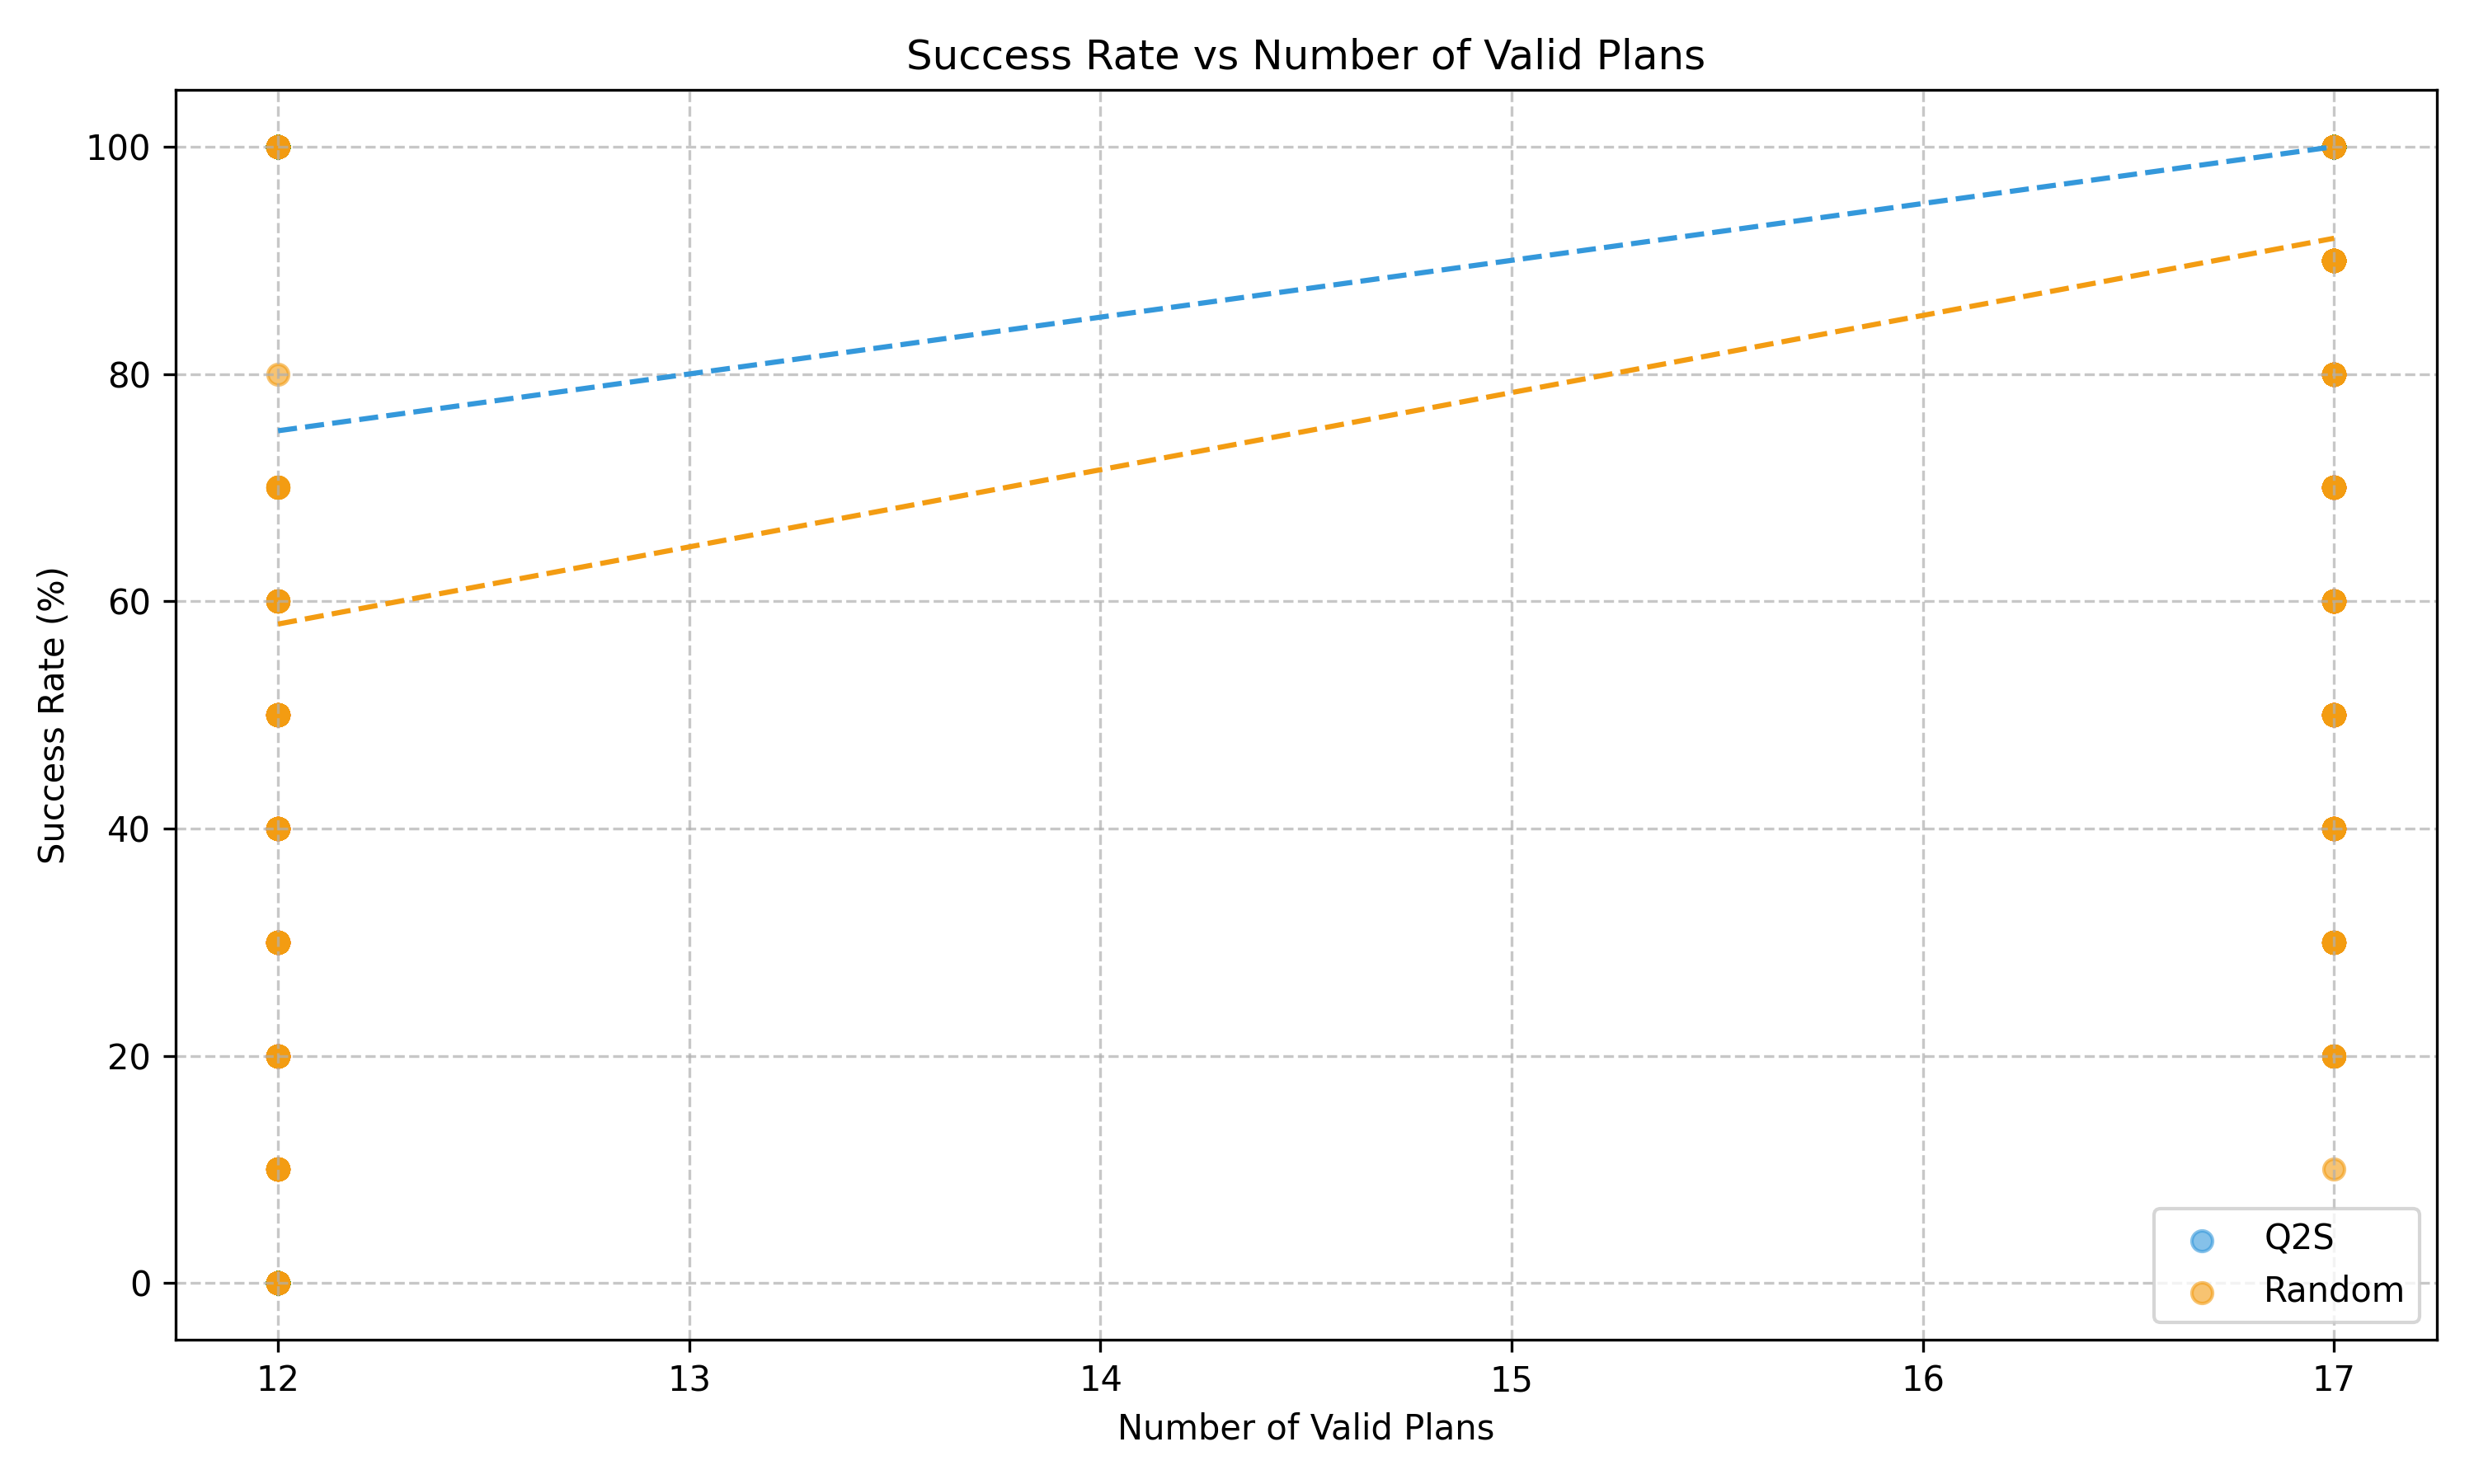 Success Rate vs Number of Valid Plans
Success Rate (%)
100
80
60
40
20
0
12 13 14 15 16 17
Number of Valid Plans
Q2S
Random